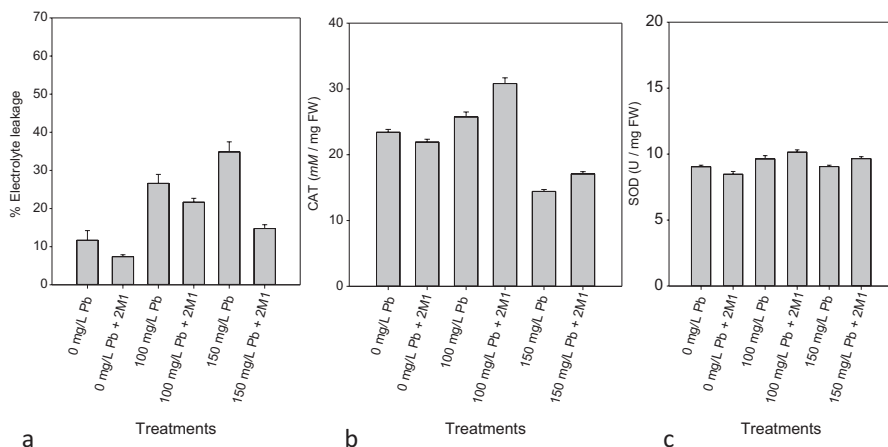 70
60
50
40
30
20
10
0
% Electrolyte leakage
0 mg/L Pb
0 mg/L Pb + 2M1
100 mg/L Pb
100 mg/L Pb + 2M1
150 mg/L Pb
150 mg/L Pb + 2M1
Treatments
a
40
30
20
10
0
CAT (mM / mg FW)
0 mg/L Pb
0 mg/L Pb + 2M1
100 mg/L Pb
100 mg/L Pb + 2M1
150 mg/L Pb
150 mg/L Pb + 2M1
Treatments
b
20
15
10
5
0
SOD (U / mg FW)
0 mg/L Pb
0 mg/L Pb + 2M1
100 mg/L Pb
100 mg/L Pb + 2M1
150 mg/L Pb
150 mg/L Pb + 2M1
Treatments
c